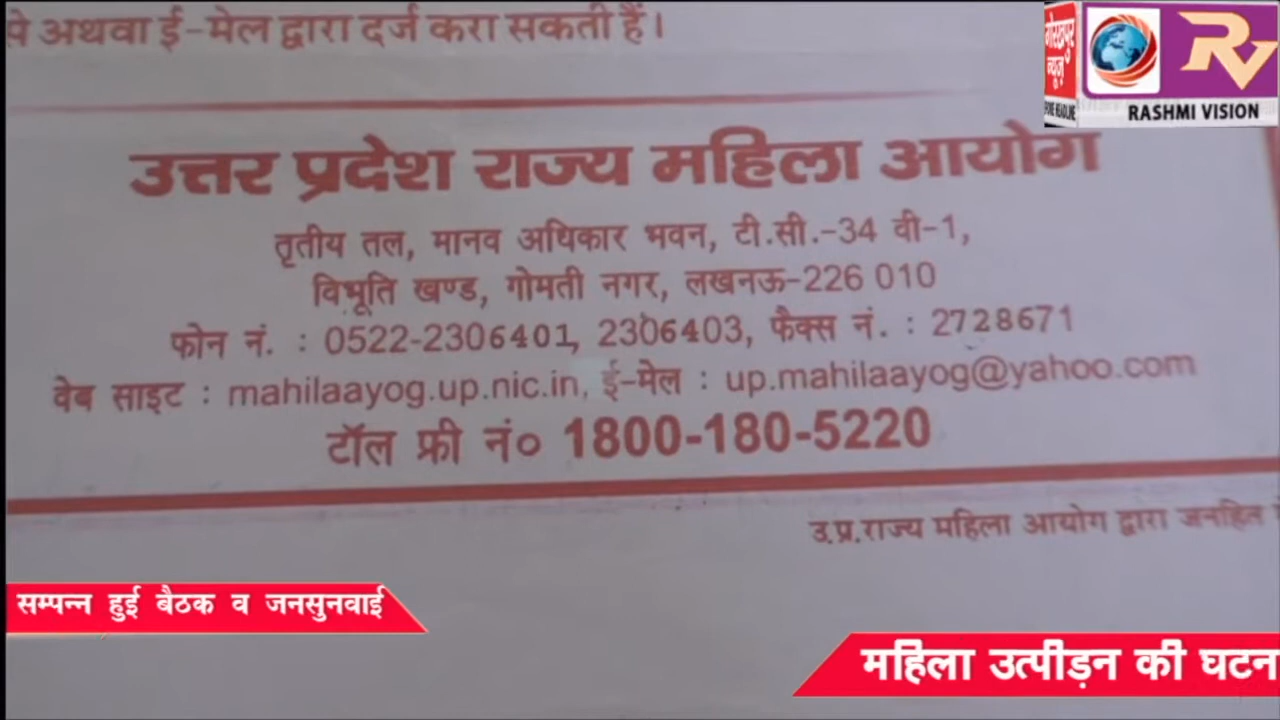 से अथवा ई-मेल द्वारा दर्ज करा सकती हैं।
गोरखपुर न्यूज़
RV
RASHMI VISION
उत्तर प्रदेश राज्य महिला आयोग
तृतीय तल, मानव अधिकार भवन, टी.सी.-34 वी-1,
विभूति खण्ड, गोमती नगर, लखनऊ-226 010
फोन नं. : 0522-2306401, 2306403, फैक्स नं. : 2728671
वेब साइट : mahilaayog.up.nic.in, ई-मेल : up.mahilaayog@yahoo.com
टॉल फ्री नं० 1800-180-5220
उ.प्र.राज्य महिला आयोग द्वारा जनहित
सम्पन्न हुई बैठक व जनसुनवाई
महिला उत्पीड़न की घटन